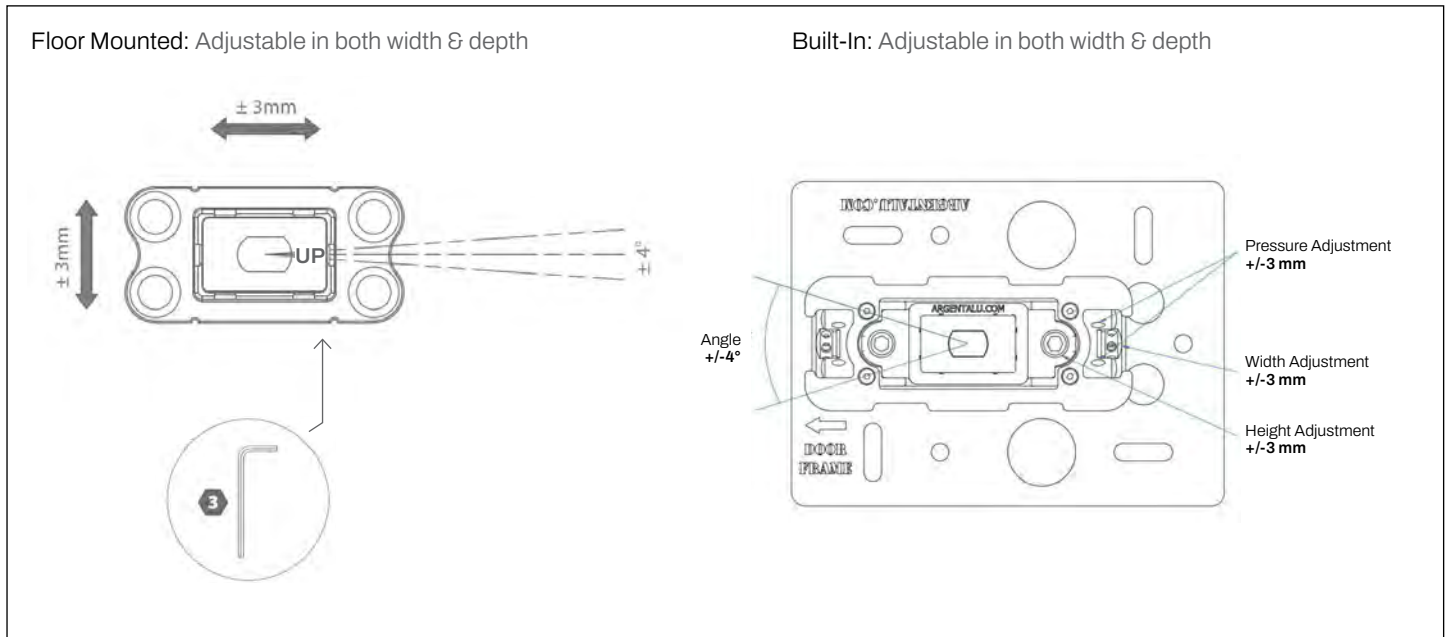 Floor Mounted: Adjustable in both width & depth
± 3mm
± 3mm
UP
± 4°
3
Built-In: Adjustable in both width & depth
ARGENTALU.COM
ARGENTALU.COM
Angle
+/-4°
Pressure Adjustment
+/-3 mm
Width Adjustment
+/-3 mm
Height Adjustment
+/-3 mm
DOOR
FRAME